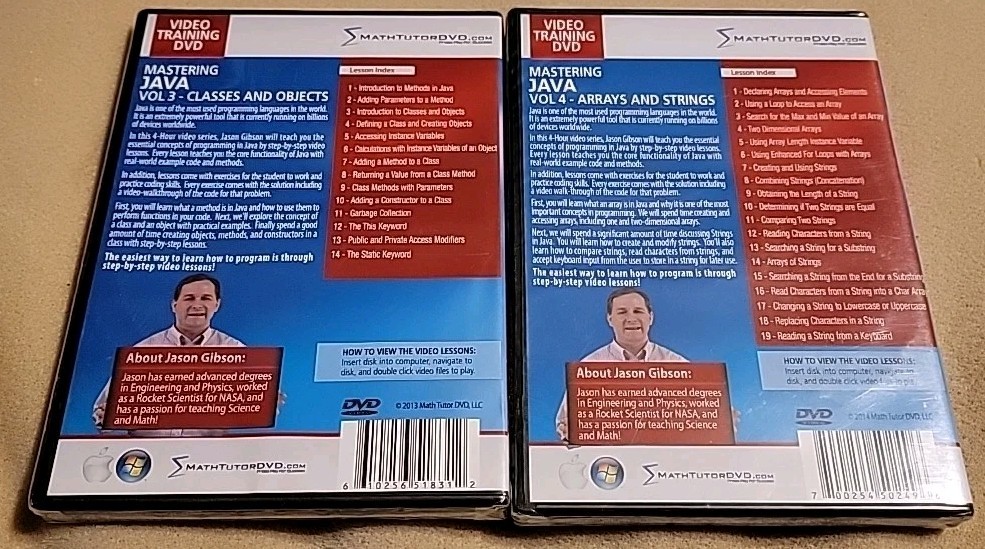 VIDEO
TRAINING
DVD
MATHTUTORDVD.COM
Press Play For Success
MASTERING
JAVA
VOL 3 - CLASSES AND OBJECTS
Java is one of the most used programming languages in the world.
It is an extremely powerful tool that is currently running on billions
of devices worldwide.
In this 4-Hour video series, Jason Gibson will teach you the
essential concepts of programming in Java by step-by-step video
lessons. Every lesson teaches you the core functionality of Java with
real-world example code and methods.
In addition, lessons come with exercises for the student to work and
practice coding skills. Every exercise comes with the solution including
a video-walkthrough of the code for that problem.
First, you will learn what a method is in Java and how to use them to
perform functions in your code. Next, we'll explore the concept of
a class and an object with practical examples. Finally spend a good
amount of time creating objects, methods, and constructors in a
class with step-by-step lessons.
The easiest way to learn how to program is through
step-by-step video lessons!
Lesson Index
1 - Introduction to Methods in Java
2 - Adding Parameters to a Method
3 - Introduction to Classes and Objects
4 - Defining a Class and Creating Objects
5 - Accessing Instance Variables
6 - Calculations with Instance Variables of an Object
7 - Adding a Method to a Class
8 - Returning a Value from a Class Method
9 - Class Methods with Parameters
10 - Adding a Constructor to a Class
11 - Garbage Collection
12 - The This Keyword
13 - Public and Private Access Modifiers
14 - The Static Keyword
About Jason Gibson:
Jason has earned advanced degrees
in Engineering and Physics, worked
as a Rocket Scientist for NASA, and
has a passion for teaching Science
and Math!
HOW TO VIEW THE VIDEO LESSONS:
Insert disk into computer, navigate to
disk, and double click video files to play.
DVD
© 2013 Math Tutor DVD, LLC
MATHTUTORDVD.COM
Press Play For Success
6 10256 51831 2
VIDEO
TRAINING
DVD
MATHTUTORDVD.COM
Press Play For Success
MASTERING
JAVA
VOL 4 - ARRAYS AND STRINGS
Java is one of the most used programming languages in the world.
It is an extremely powerful tool that is currently running on billions
of devices worldwide.
In this 4-Hour video series, Jason Gibson will teach you the essential
concepts of programming in Java by step-by-step video lessons.
Every lesson teaches you the core functionality of Java with
real-world example code and methods.
In addition, lessons come with exercises for the student to work and
practice coding skills. Every exercise comes with the solution including
a video walk-through of the code for that problem.
First, you will learn what an array is in Java and why it is one of the most
important concepts in programming. We will spend time creating and
accessing arrays, including one and two-dimensional arrays.
Next, we will spend a significant amount of time discussing Strings
in Java. You will learn how to create and modify strings. You'll also
learn how to compare strings, read characters from strings, and
accept keyboard input from the user to store in a string for later use.
The easiest way to learn how to program is through
step-by-step video lessons!
Lesson Index
1 - Declaring Arrays and Accessing Elements
2 - Using a Loop to Access an Array
3 - Search for the Max and Min Value of an Array
4 - Two Dimensional Arrays
5 - Using Array Length Instance Variable
6 - Using Enhanced For Loops with Arrays
7 - Creating and Using Strings
8 - Combining Strings (Concatenation)
9 - Obtaining the Length of a String
10 - Determining if Two Strings are Equal
11 - Comparing Two Strings
12 - Reading Characters from a String
13 - Searching a String for a Substring
14 - Arrays of Strings
15 - Searching a String from the End for a Substring
16 - Read Characters from a String into a Char Array
17 - Changing a String to Lowercase or Uppercase
18 - Replacing Characters in a String
19 - Reading a String from a Keyboard
About Jason Gibson:
Jason has earned advanced degrees
in Engineering and Physics, worked
as a Rocket Scientist for NASA, and
has a passion for teaching Science
and Math!
HOW TO VIEW THE VIDEO LESSONS:
Insert disk into computer, navigate to
disk, and double click video to play.
DVD
© 2014 Math Tutor DVD, LLC
MATHTUTORDVD.COM
Press Play For Success
7 00254 50249